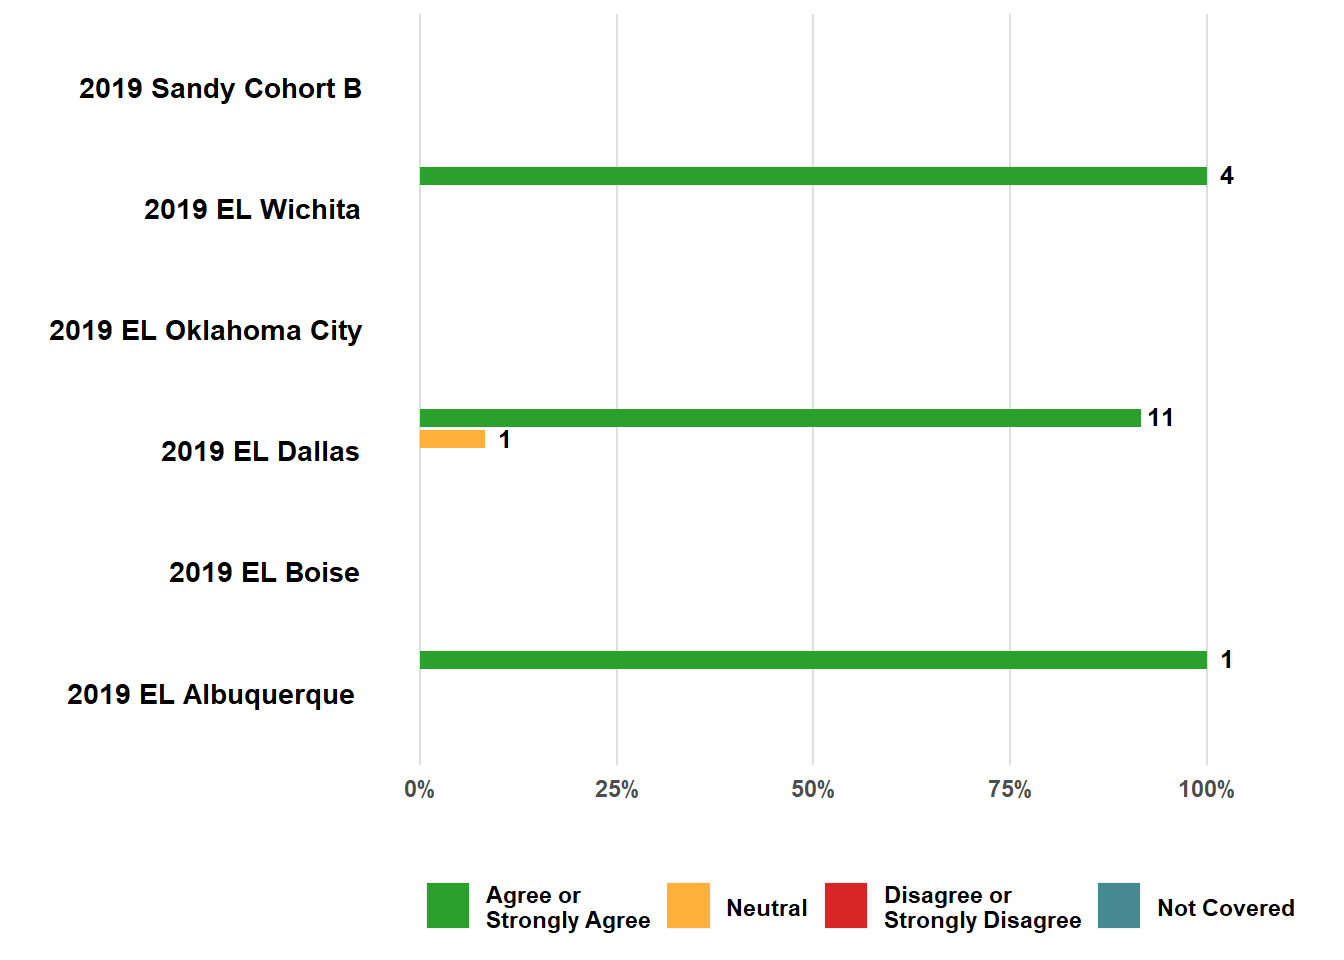 2019 Sandy Cohort B
4
2019 EL Wichita
2019 EL Oklahoma City
11
1
2019 EL Dallas
2019 EL Boise
1
2019 EL Albuquerque
0% 25% 50% 75% 100%
Agree or
Strongly Agree
Neutral
Disagree or
Strongly Disagree
Not Covered